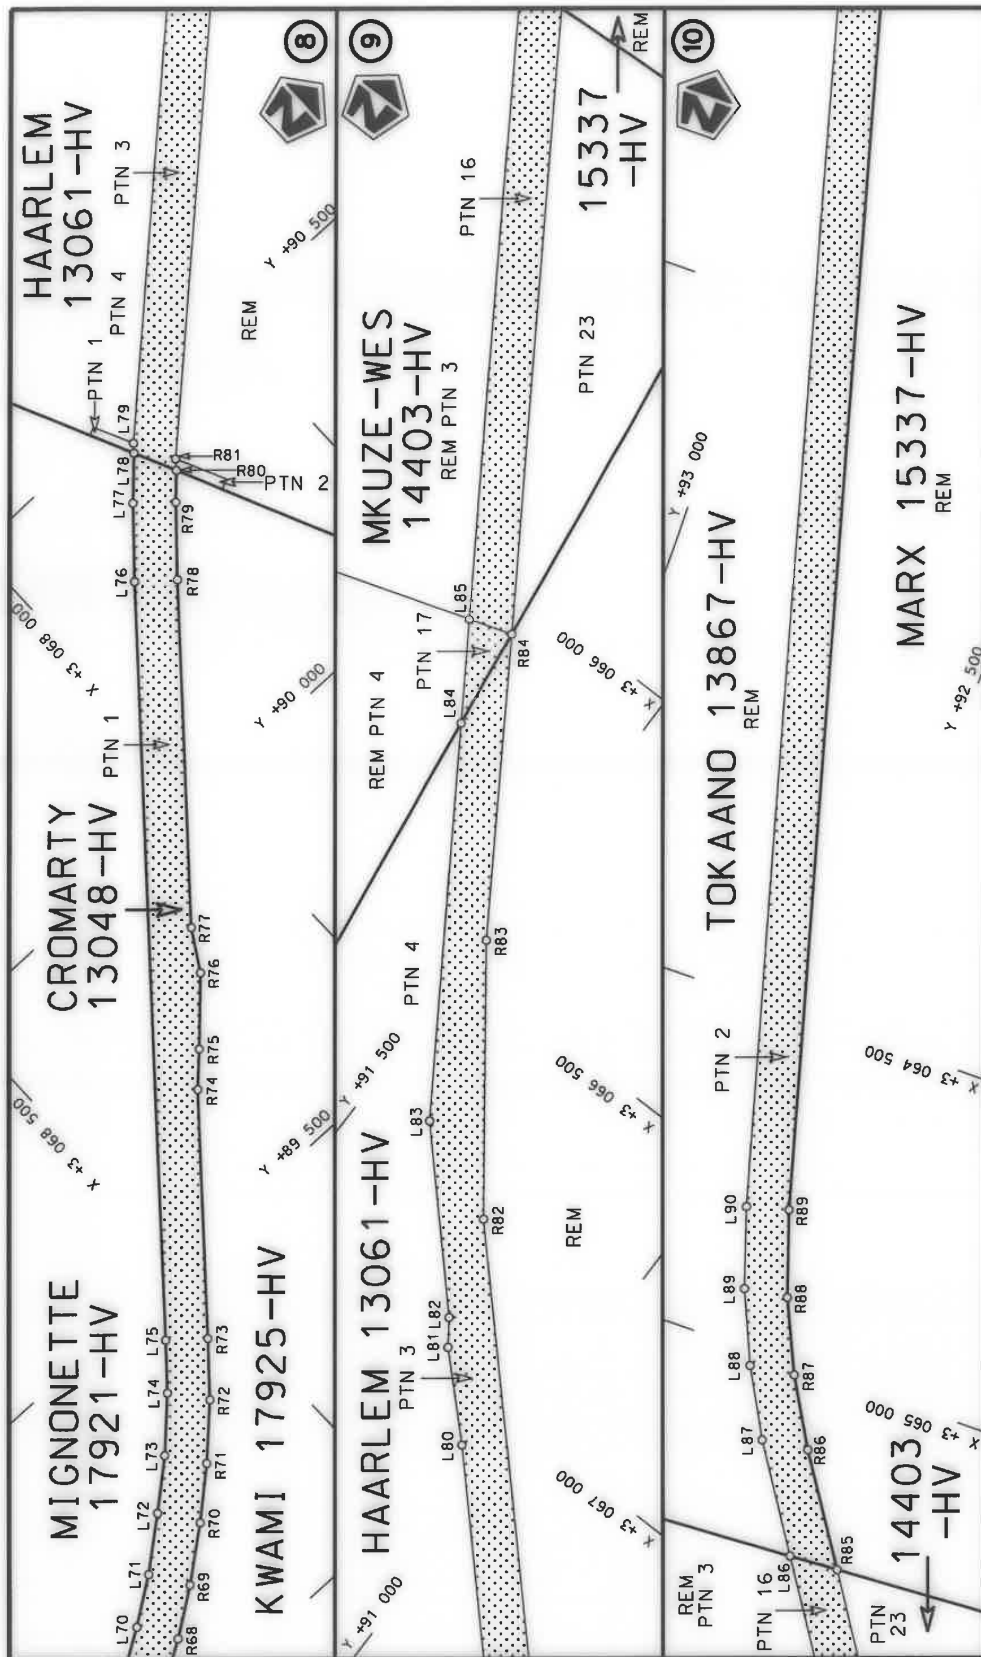 HAARLEM
13061-HV
PTN 4
PTN 3
PTN 1
L79
L78
L77
L76
R81
R80
PTN 2
R79
R78
REM
Y +90 500
8
X +3 068 000
Y +90 000
PTN 1
CROMARTY
13048-HV
R77
R76
R75
R74
X +3 068 500
Y +89 500
MIGNONETTE
17921-HV
L75
L74
L73
L72
L71
L70
R73
R72
R71
R70
R69
R68
KWAMI 17925-HV
9
PTN 16
15337
-HV
REM
MKUZE-WES
14403-HV
REM PTN 3
PTN 23
L85
PTN 17
L84
REM PTN 4
R84
X +3 066 000
PTN 4
R83
Y +91 500
L83
X +3 066 500
HAARLEM 13061-HV
PTN 3
R82
REM
L82
L81
L80
X +3 067 000
Y +91 000
10
Y +93 000
TOKAANO 13867-HV
REM
MARX 15337-HV
REM
Y +92 500
PTN 2
X +3 064 500
L90
L89
L88
L87
L86
R89
R88
R87
R86
R85
X +3 065 000
14403
-HV
REM
PTN 3
PTN 16
PTN
23